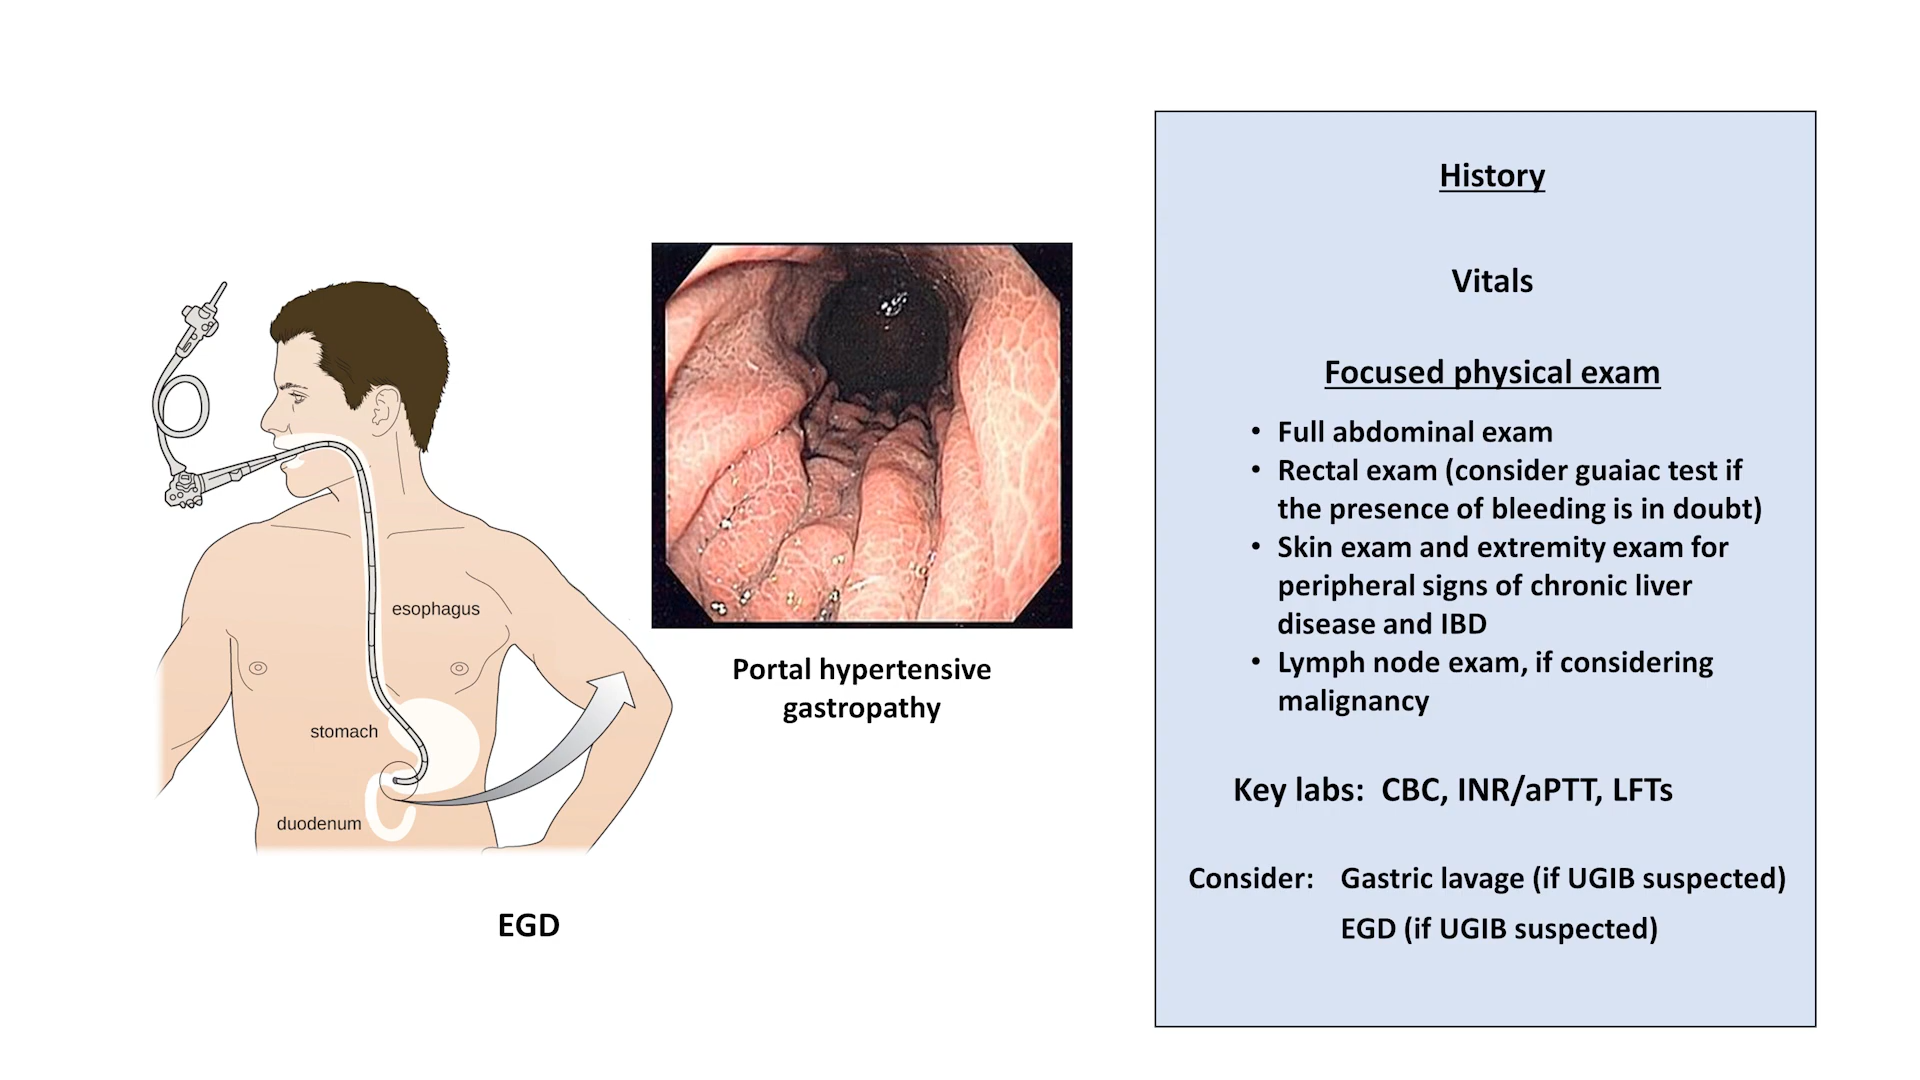 esophagus
stomach
duodenum
EGD
Portal hypertensive
gastropathy
History
Vitals
Focused physical exam
• Full abdominal exam
• Rectal exam (consider guaiac test if
the presence of bleeding is in doubt)
• Skin exam and extremity exam for
peripheral signs of chronic liver
disease and IBD
• Lymph node exam, if considering
malignancy
Key labs: CBC, INR/aPTT, LFTs
Consider: Gastric lavage (if UGIB suspected)
EGD (if UGIB suspected)